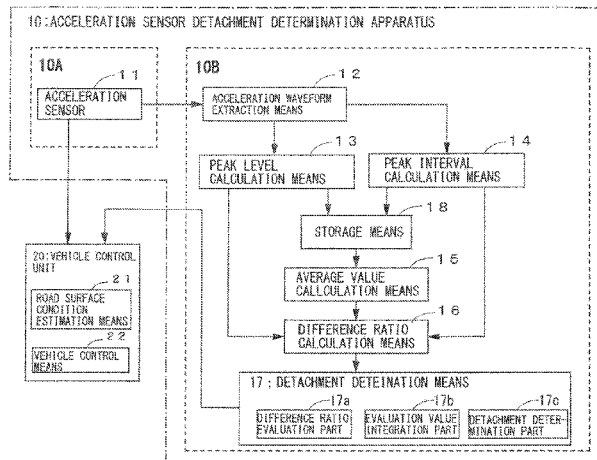 10:ACCELERATION SENSOR DETACHMENT DETERMINATION APPARATUS
10A
11
ACCELERATION
SENSOR
10B
12
ACCELERATION WAVEFORM
EXTRACTION MEANS
13
PEAK LEVEL
CALCULATION MEANS
14
PEAK INTERVAL
CALCULATION MEANS
18
STORAGE MEANS
15
AVERAGE VALUE
CALLCULATION MEANS
16
DIFFERENCE RATIO
CALCULATION MEANS
17:DETACHMENT DETEINATION MEANS
17a
DIFFERENCE RATIO
EVALUATION PART
17b
EVALUATION VALUE
INTEGRATION PART
17c
DETACHMENT DETER-
MINATION PART
20:VEHICLE CONTROL
UNIT
21
ROAD SURFACE
CONDITION
ESTIMATION MEANS
22
VEHICLE CONTROL
MEANS